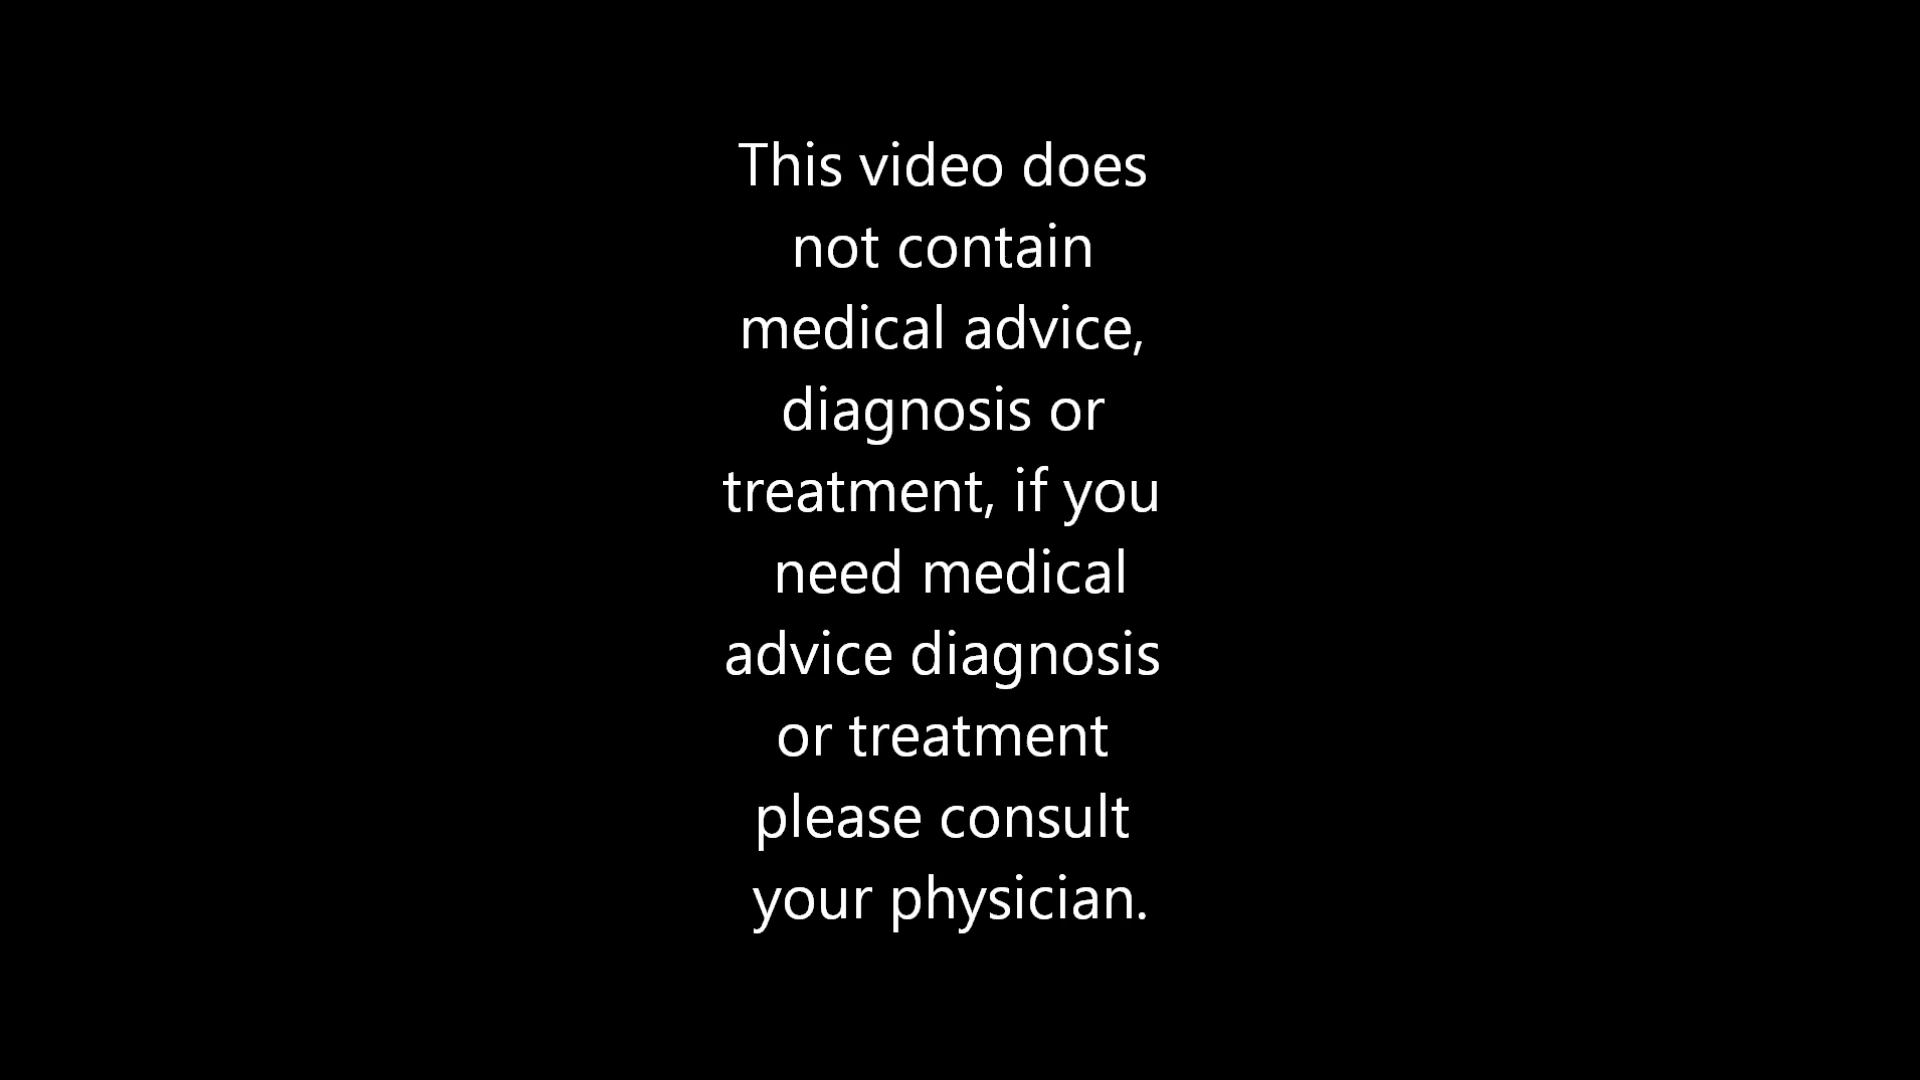 This video does
not contain
medical advice,
diagnosis or
treatment, if you
need medical
advice diagnosis
or treatment
please consult
your physician.